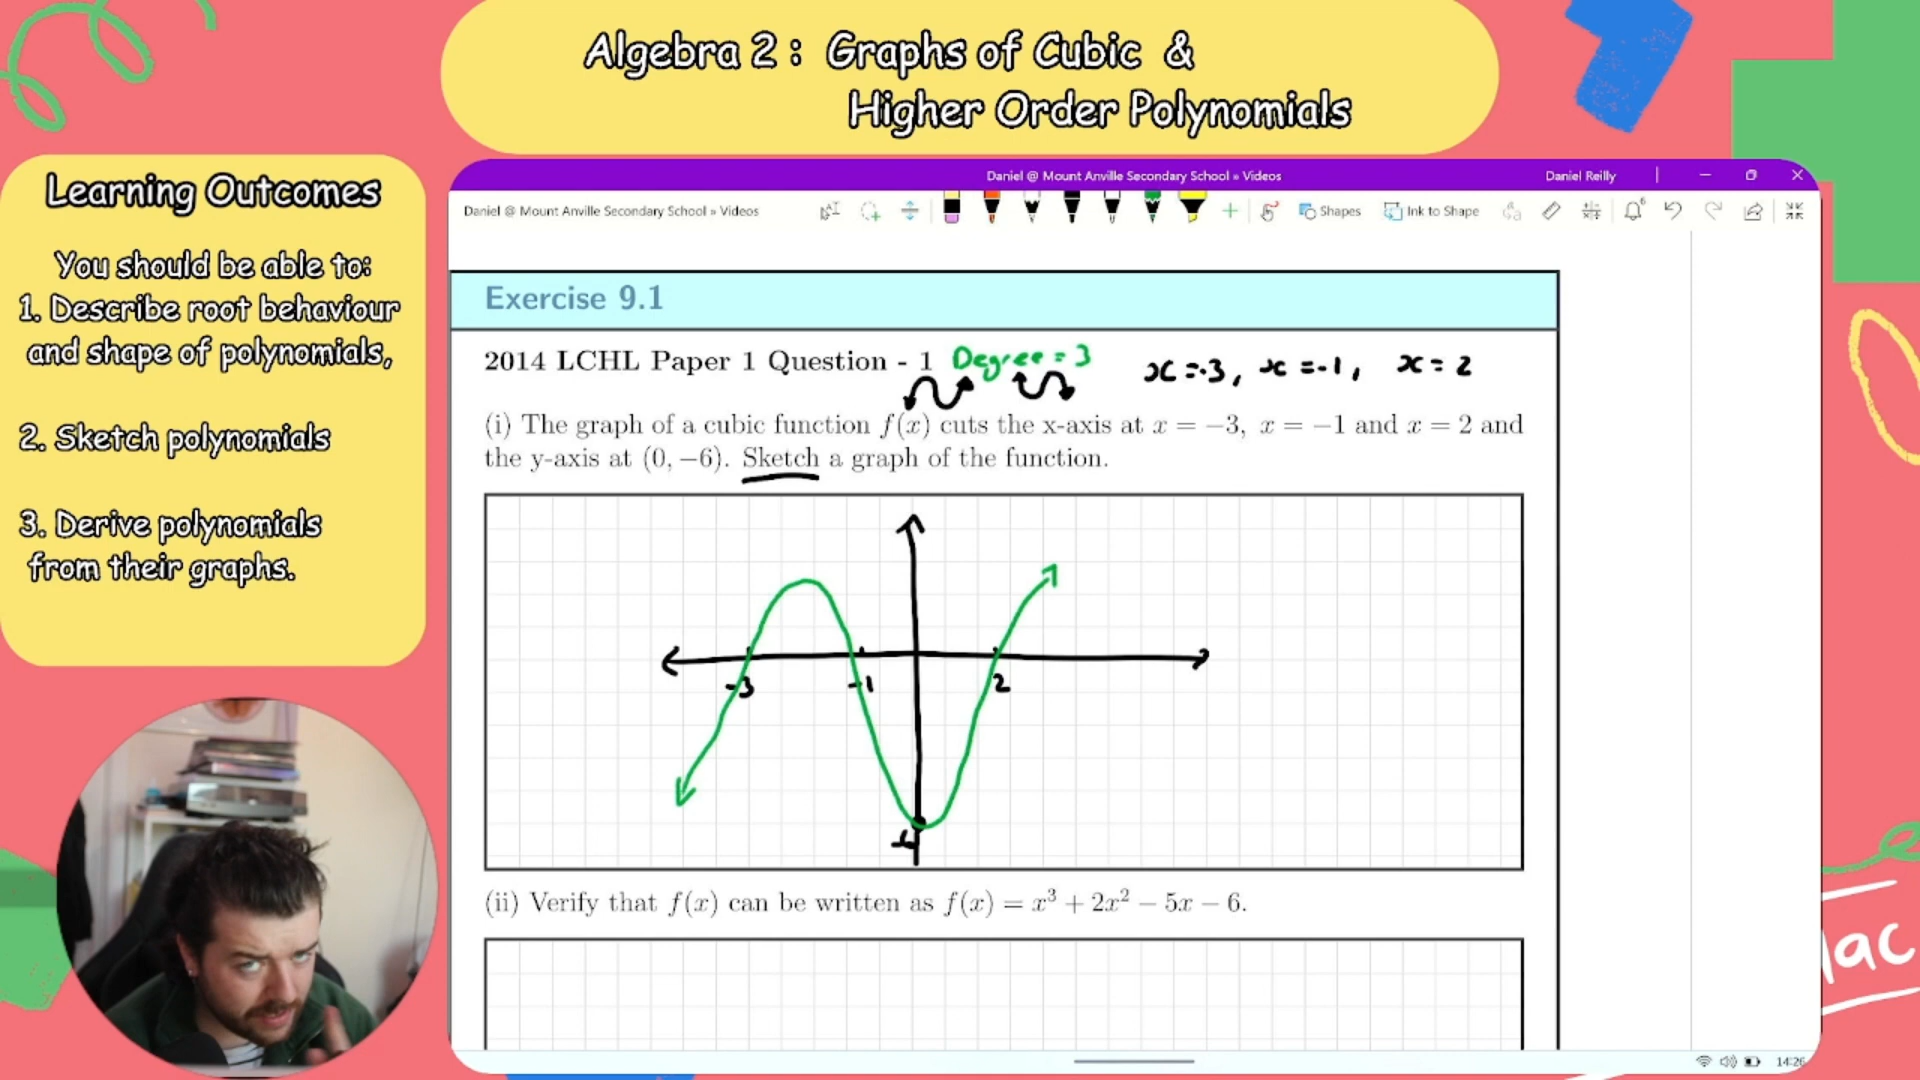 Algebra 2 : Graphs of Cubic &
Higher Order Polynomials
Learning Outcomes
You should be able to:
1. Describe root behaviour
and shape of polynomials,
2. Sketch polynomials
3. Derive polynomials
from their graphs.
Daniel @ Mount Anville Secondary School » Videos
Daniel Reilly
Daniel @ Mount Anville Secondary School » Videos
Shapes
Ink to Shape
Exercise 9.1
2014 LCHL Paper 1 Question - 1 Degree = 3 x = -3, x = -1, x = 2
(i) The graph of a cubic function f(x) cuts the x-axis at x = −3, x = −1 and x = 2 and
the y-axis at (0, −6). Sketch a graph of the function.
-3 -1 2
(ii) Verify that f(x) can be written as f(x) = x³ + 2x² − 5x − 6.
14:26